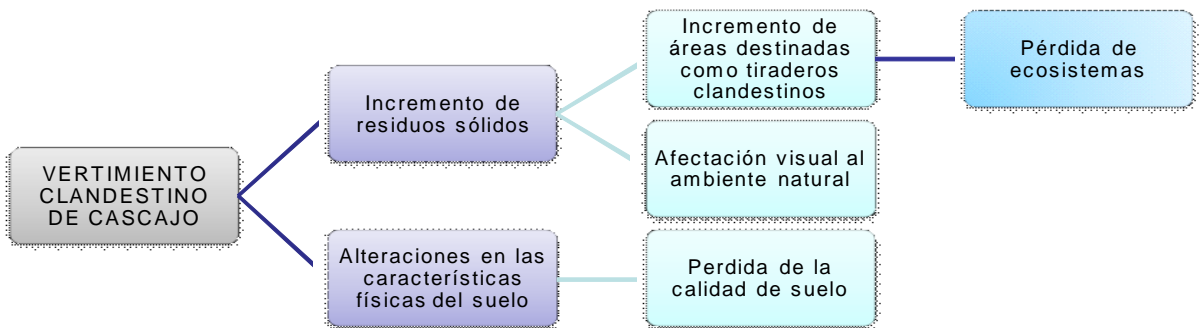 VERTIMIENTO
CLANDESTINO
DE CASCAJO
Incremento de
residuos sólidos
Alteraciones en las
características
físicas del suelo
Incremento de
áreas destinadas
como tiraderos
clandestinos
Afectación visual al
ambiente natural
Perdida de la
calidad de suelo
Pérdida de
ecosistemas